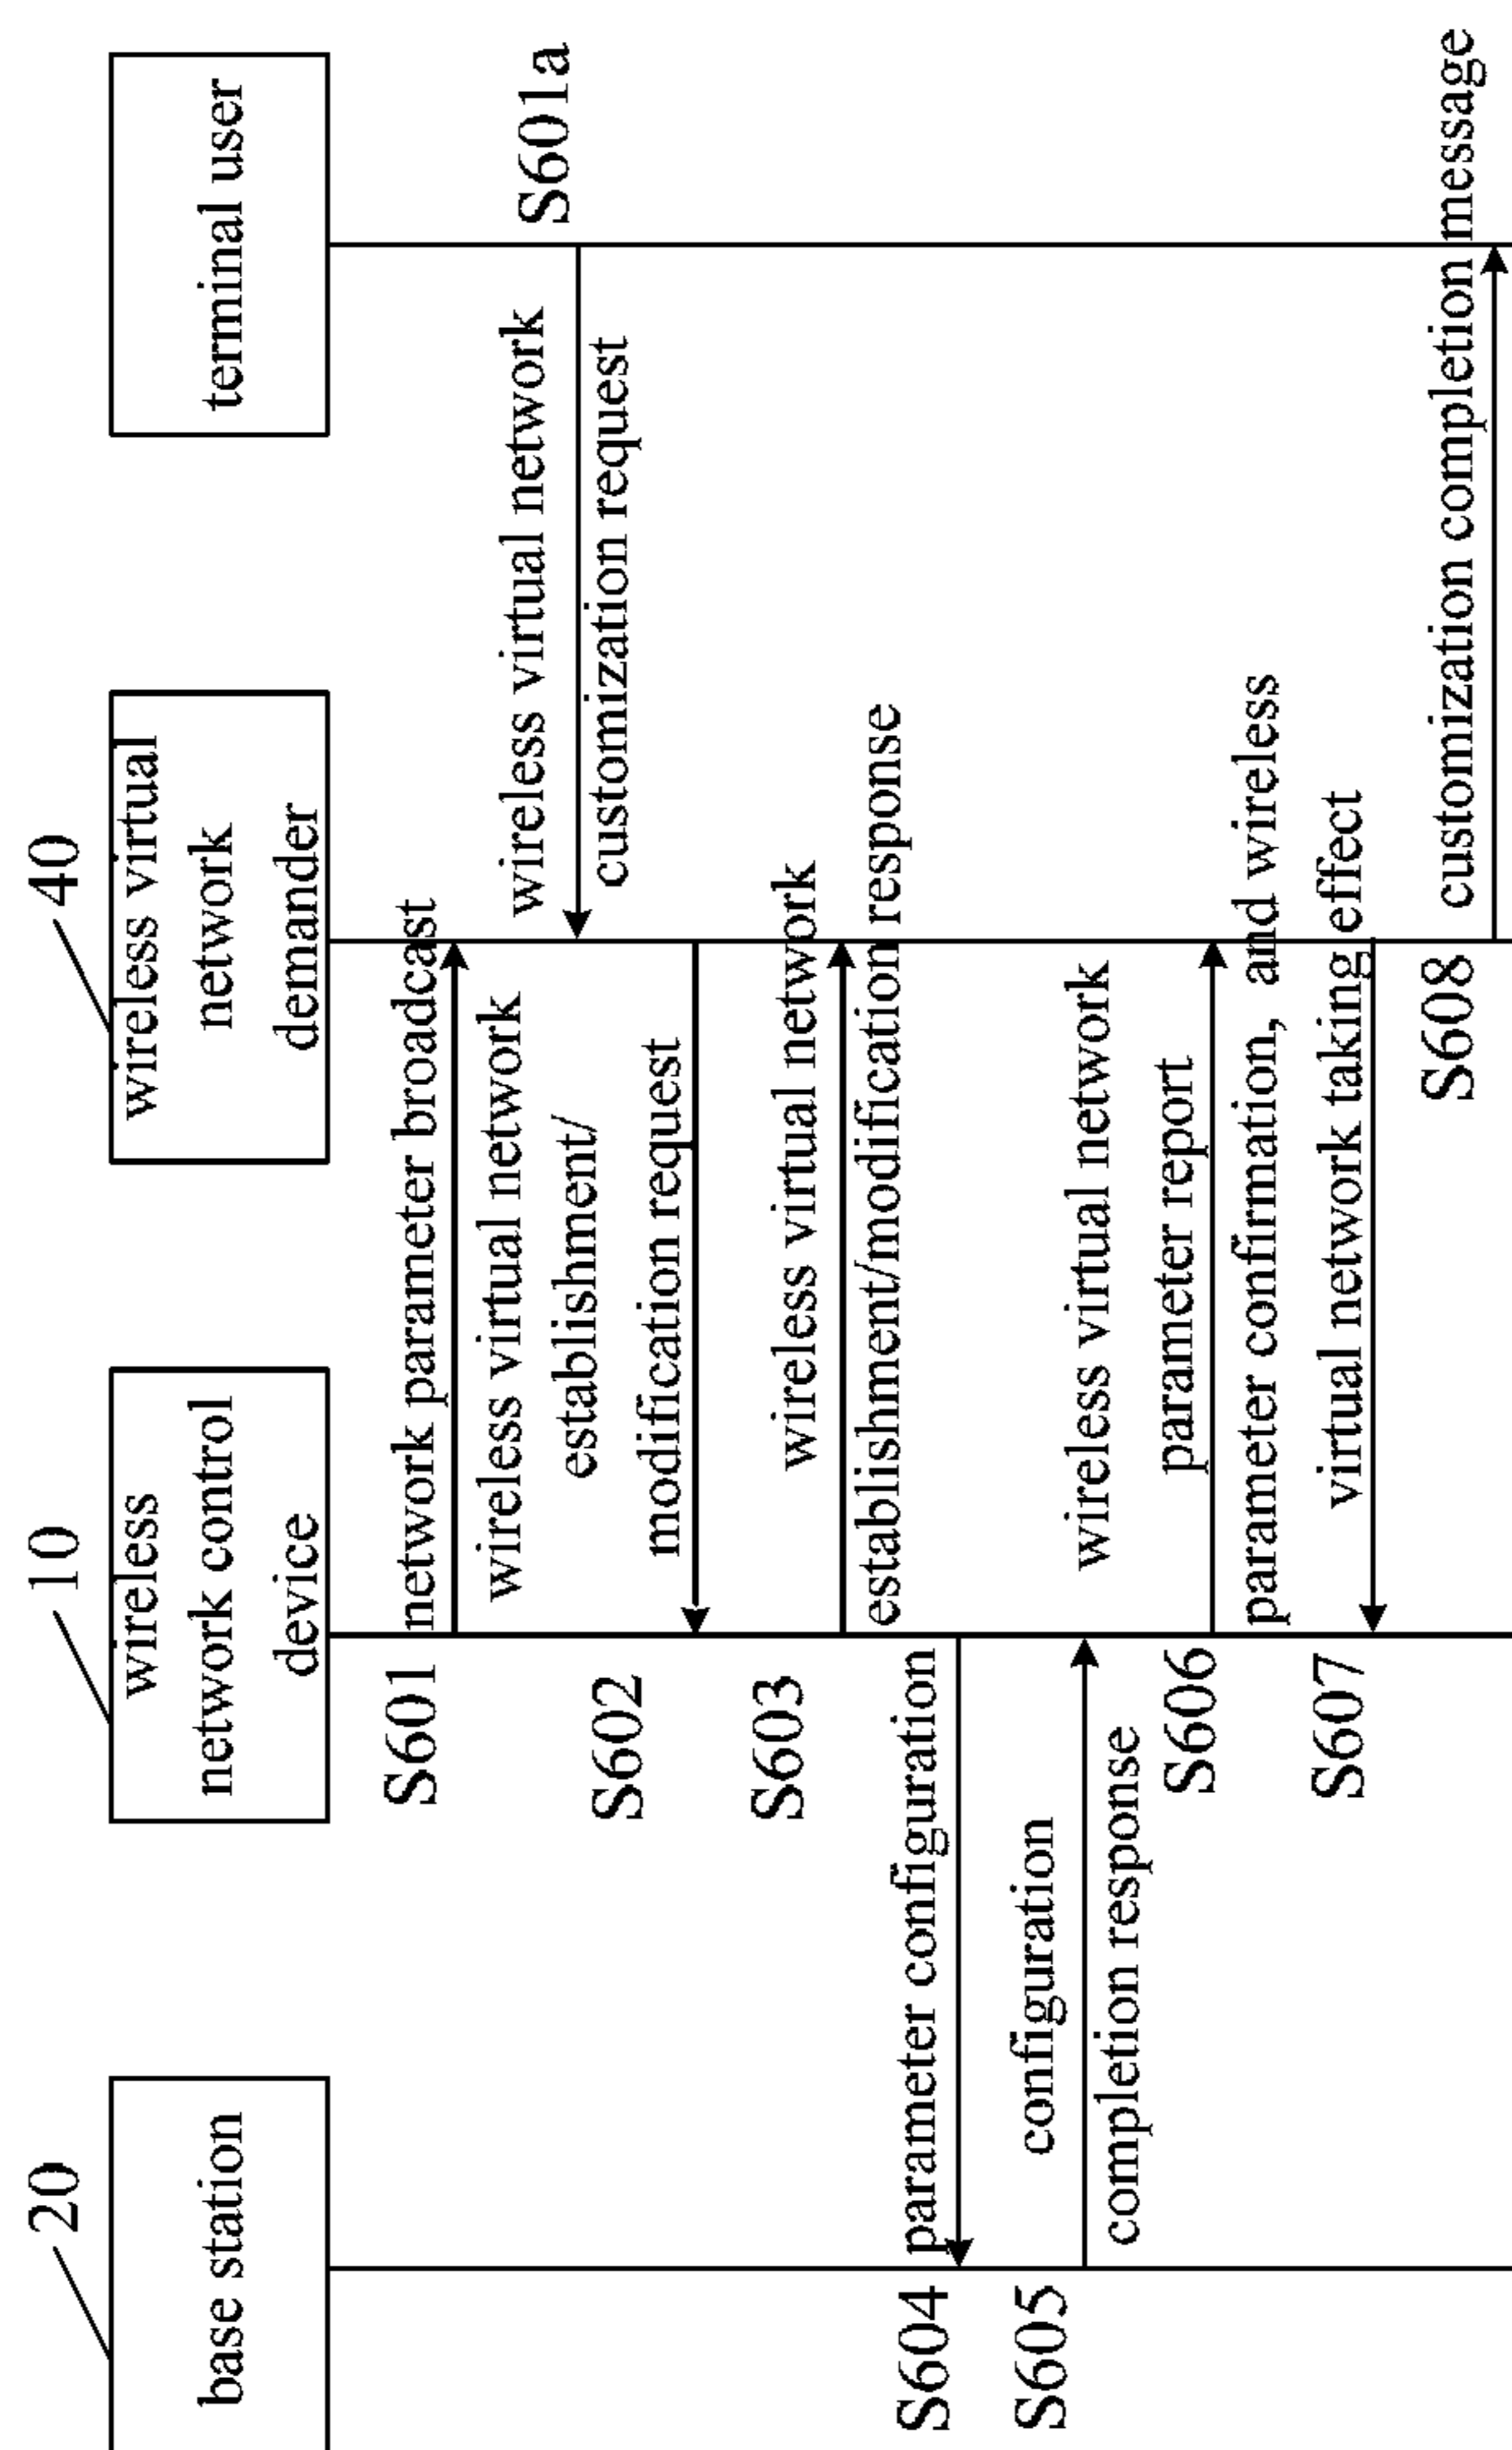 20
base station
10
wireless
network control
device
40
wireless virtual
network
demander
terminal user
S601
network parameter broadcast
S601a
wireless virtual network
customization request
S602
wireless virtual network
establishment/
modification request
S603
wireless virtual network
establishment/modification response
S604
parameter configuration
S605
configuration
completion response
S606
wireless virtual network
parameter report
S607
parameter confirmation, and wireless
virtual network taking effect
S608
customization completion message